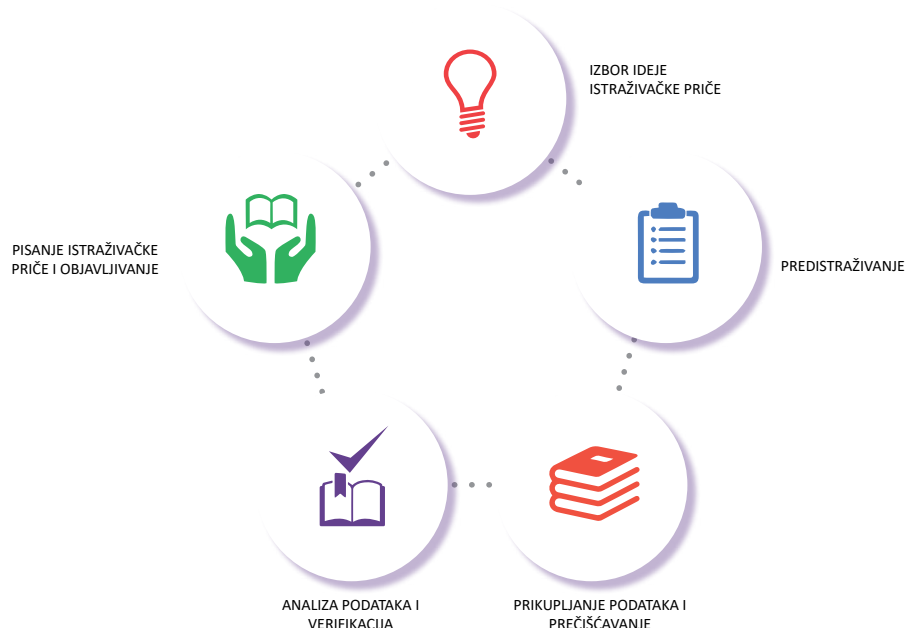 IZBOR IDEJE
ISTRAŽIVAČKE PRIČE
PREDISTRAŽIVANJE
PRIKUPLJANJE PODATAKA I
PREČIŠĆAVANJE
ANALIZA PODATAKA I
VERIFIKACIJA
PISANJE ISTRAŽIVAČKE
PRIČE I OBJAVLJIVANJE